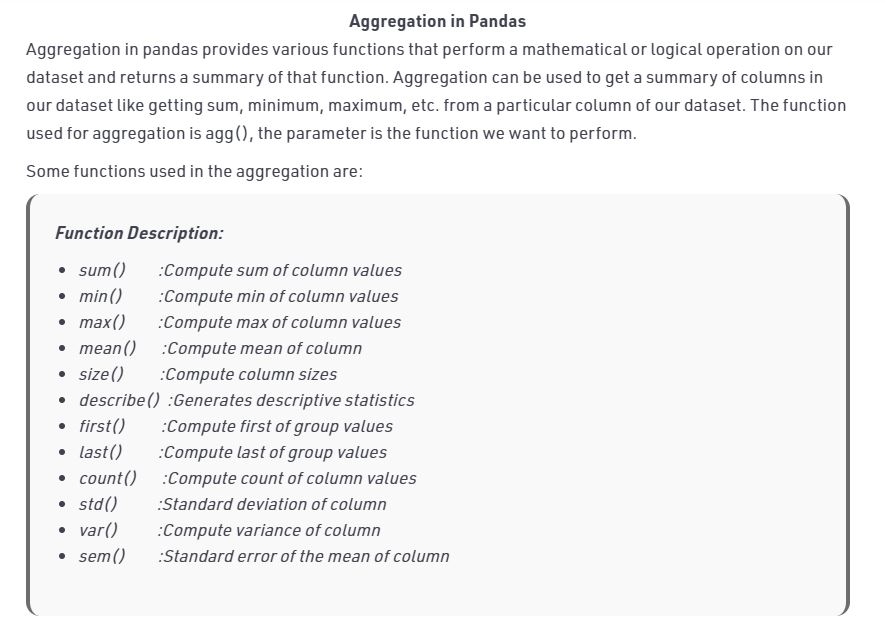 Aggregation in Pandas
Aggregation in pandas provides various functions that perform a mathematical or logical operation on our
dataset and returns a summary of that function. Aggregation can be used to get a summary of columns in
our dataset like getting sum, minimum, maximum, etc. from a particular column of our dataset. The function
used for aggregation is agg(), the parameter is the function we want to perform.
Some functions used in the aggregation are:
Function Description:
• sum() :Compute sum of column values
• min() :Compute min of column values
• max() :Compute max of column values
• mean() :Compute mean of column
• size() :Compute column sizes
• describe() :Generates descriptive statistics
• first() :Compute first of group values
• last() :Compute last of group values
• count() :Compute count of column values
• std() :Standard deviation of column
• var() :Compute variance of column
• sem() :Standard error of the mean of column